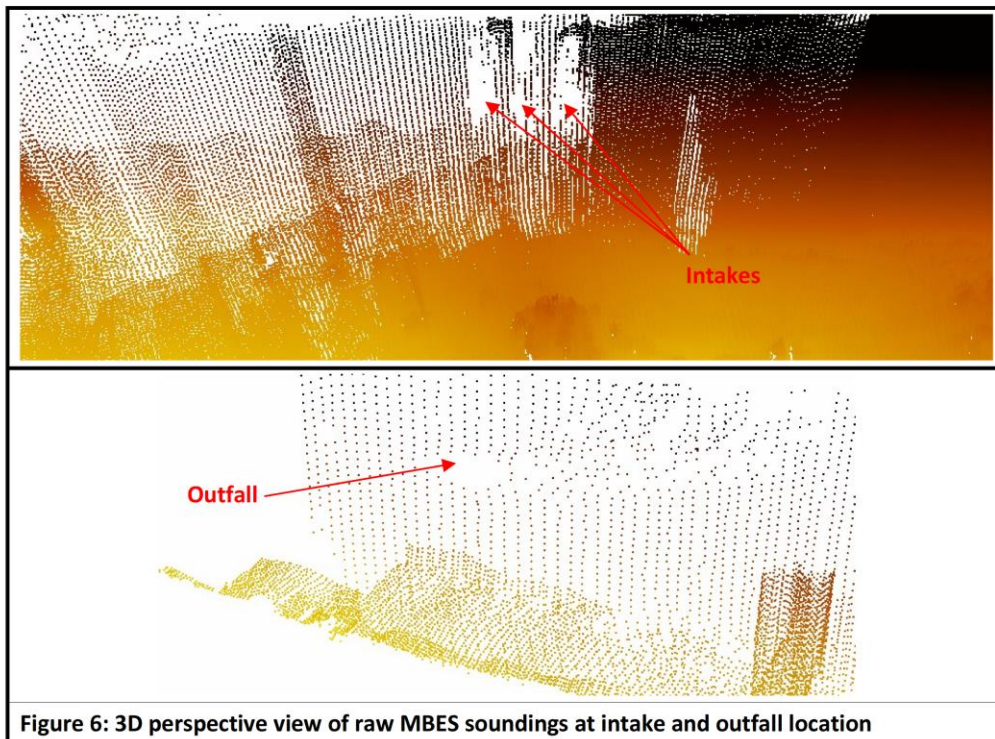 Intakes
Outfall
Figure 6: 3D perspective view of raw MBES soundings at intake and outfall location